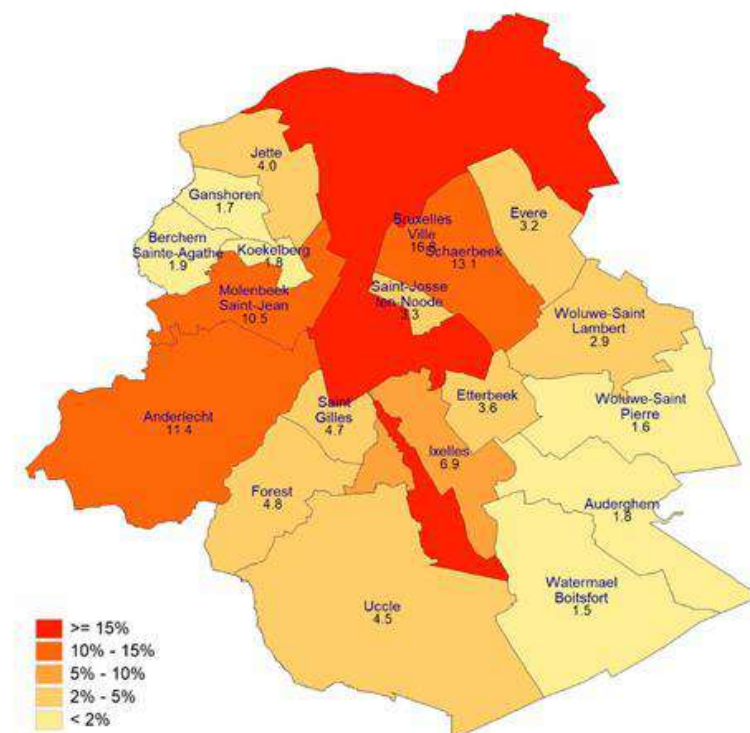 Jette
4.0
Ganshoren
1.7
Berchem
Sainte-Agathe
1.9
Koekelberg
1.8
Molenbeek
Saint-Jean
10.5
Bruxelles
Ville
16.8
Schaerbeek
13.1
Evere
3.2
Saint-Josse
ten-Noode
3.3
Woluwe-Saint
Lambert
2.9
Anderlecht
11.4
Saint
Gilles
4.7
Etterbeek
3.6
Woluwe-Saint
Pierre
1.6
Ixelles
6.9
Forest
4.8
Auderghem
1.8
Uccle
4.5
Watermael
Boitsfort
1.5
>= 15%
10% - 15%
5% - 10%
2% - 5%
< 2%